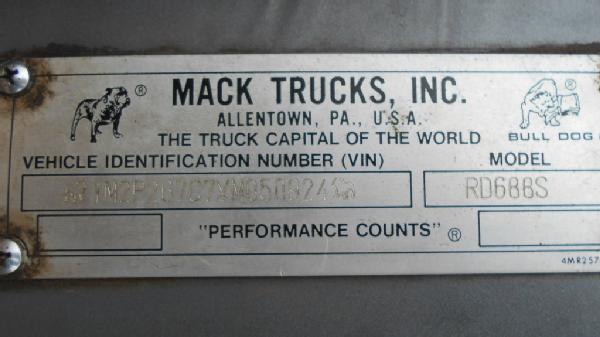 MACK TRUCKS, INC.
ALLENTOWN, PA., U.S.A.
THE TRUCK CAPITAL OF THE WORLD
BULL DOG
VEHICLE IDENTIFICATION NUMBER (VIN) MODEL
RD688S
"PERFORMANCE COUNTS" ®
4MR257